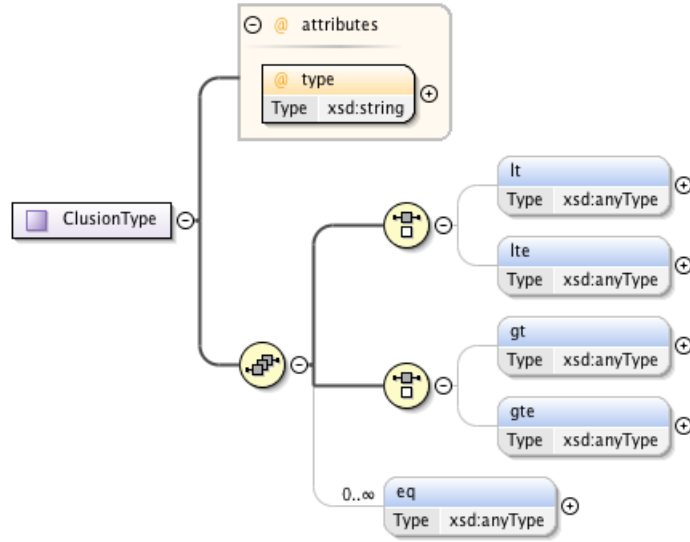 @ attributes
@ type
Type xsd:string
ClusionType
lt
Type xsd:anyType
lte
Type xsd:anyType
gt
Type xsd:anyType
gte
Type xsd:anyType
0..∞
eq
Type xsd:anyType